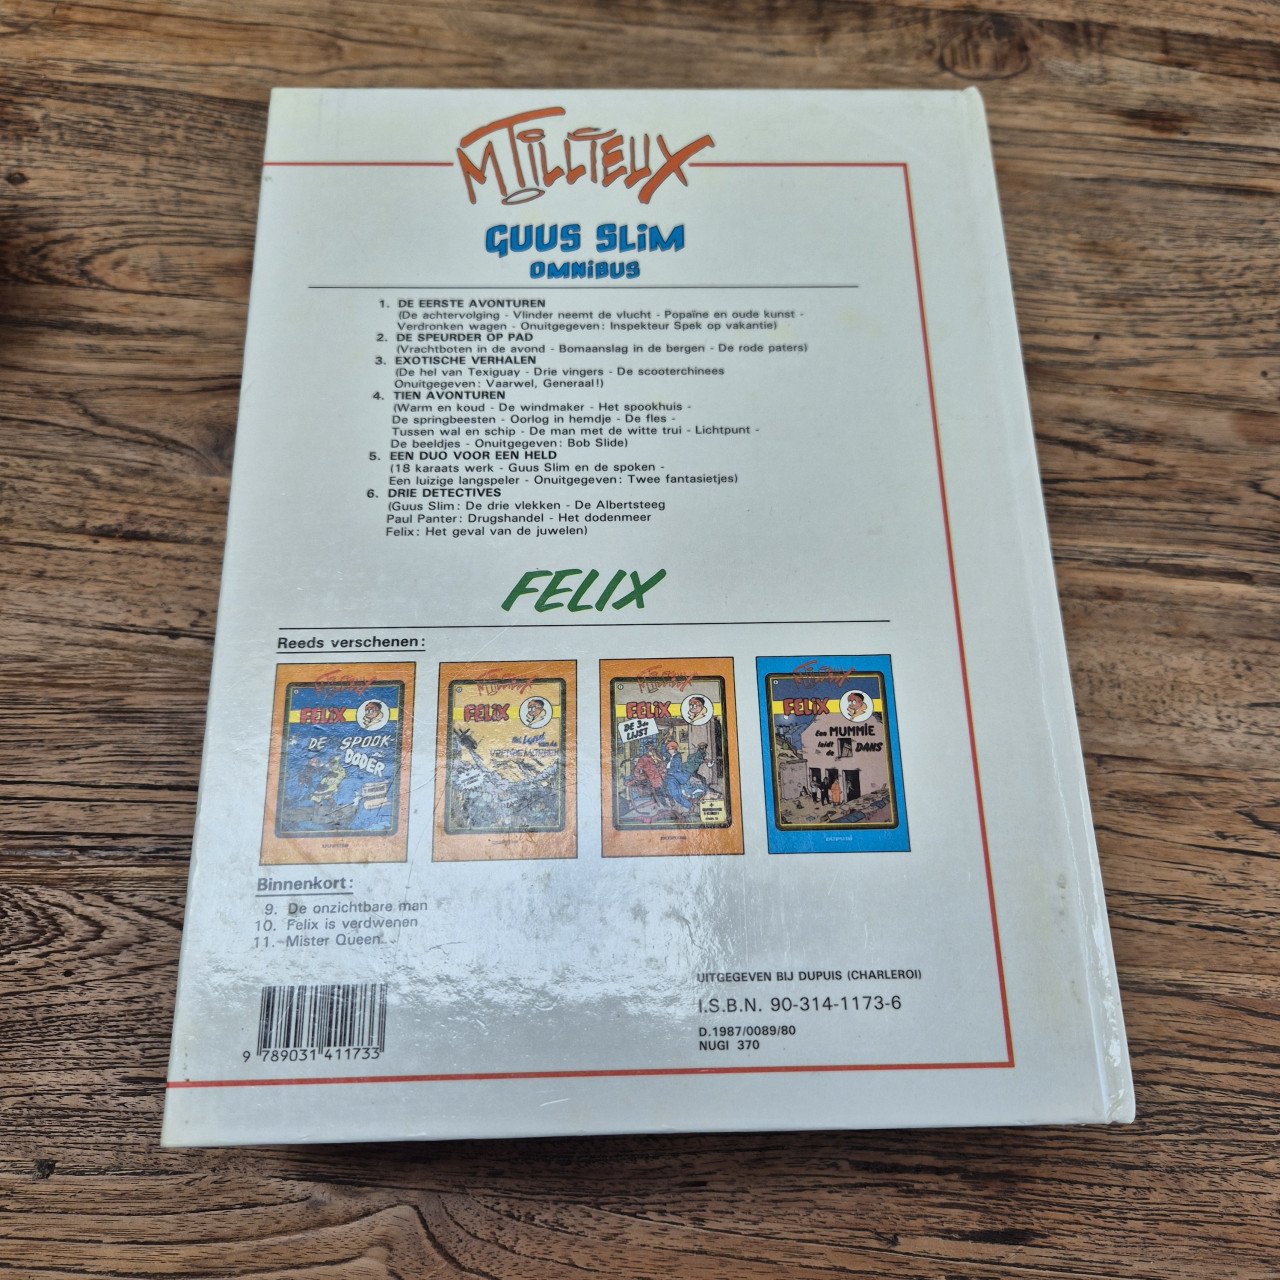 M TILLIEUX
GUUS SLIM
OMNIBUS
1. DE EERSTE AVONTUREN
(De achtervolging - Vlinder neemt de vlucht - Popaïne en oude kunst -
Verdronken wagen - Onuitgegeven: Inspekteur Spek op vakantie)
2. DE SPEURDER OP PAD
(Vrachtboten in de avond - Bomaanslag in de bergen - De rode paters)
3. EXOTISCHE VERHALEN
(De hel van Texiguay - Drie vingers - De scooterchinees
Onuitgegeven: Vaarwel, Generaal!)
4. TIEN AVONTUREN
(Warm en koud - De windmaker - Het spookhuis -
De springbeesten - Oorlog in hemdje - De fles -
Tussen wal en schip - De man met de witte trui - Lichtpunt -
De beeldjes - Onuitgegeven: Bob Slide)
5. EEN DUO VOOR EEN HELD
(18 karaats werk - Guus Slim en de spoken -
Een luizige langspeler - Onuitgegeven: Twee fantasietjes)
6. DRIE DETECTIVES
(Guus Slim: De drie vlekken - De Albertsteeg
Paul Panter: Drugshandel - Het dodenmeer
Felix: Het geval van de juwelen)
FELIX
Reeds verschenen:
TILLIEUX
FELIX
DE SPOOK-
DODER
DUPUIS
TILLIEUX
FELIX
TILLIEUX
FELIX
DE 3de
LIJST
TILLIEUX
FELIX
Een MUMMIE
leidt
de DANS
DUPUIS
Binnenkort:
9. De onzichtbare man
10. Felix is verdwenen
11. Mister Queen
UITGEGEVEN BIJ DUPUIS (CHARLEROI)
I.S.B.N. 90-314-1173-6
D.1987/0089/80
NUGI 370
9 789031 411733